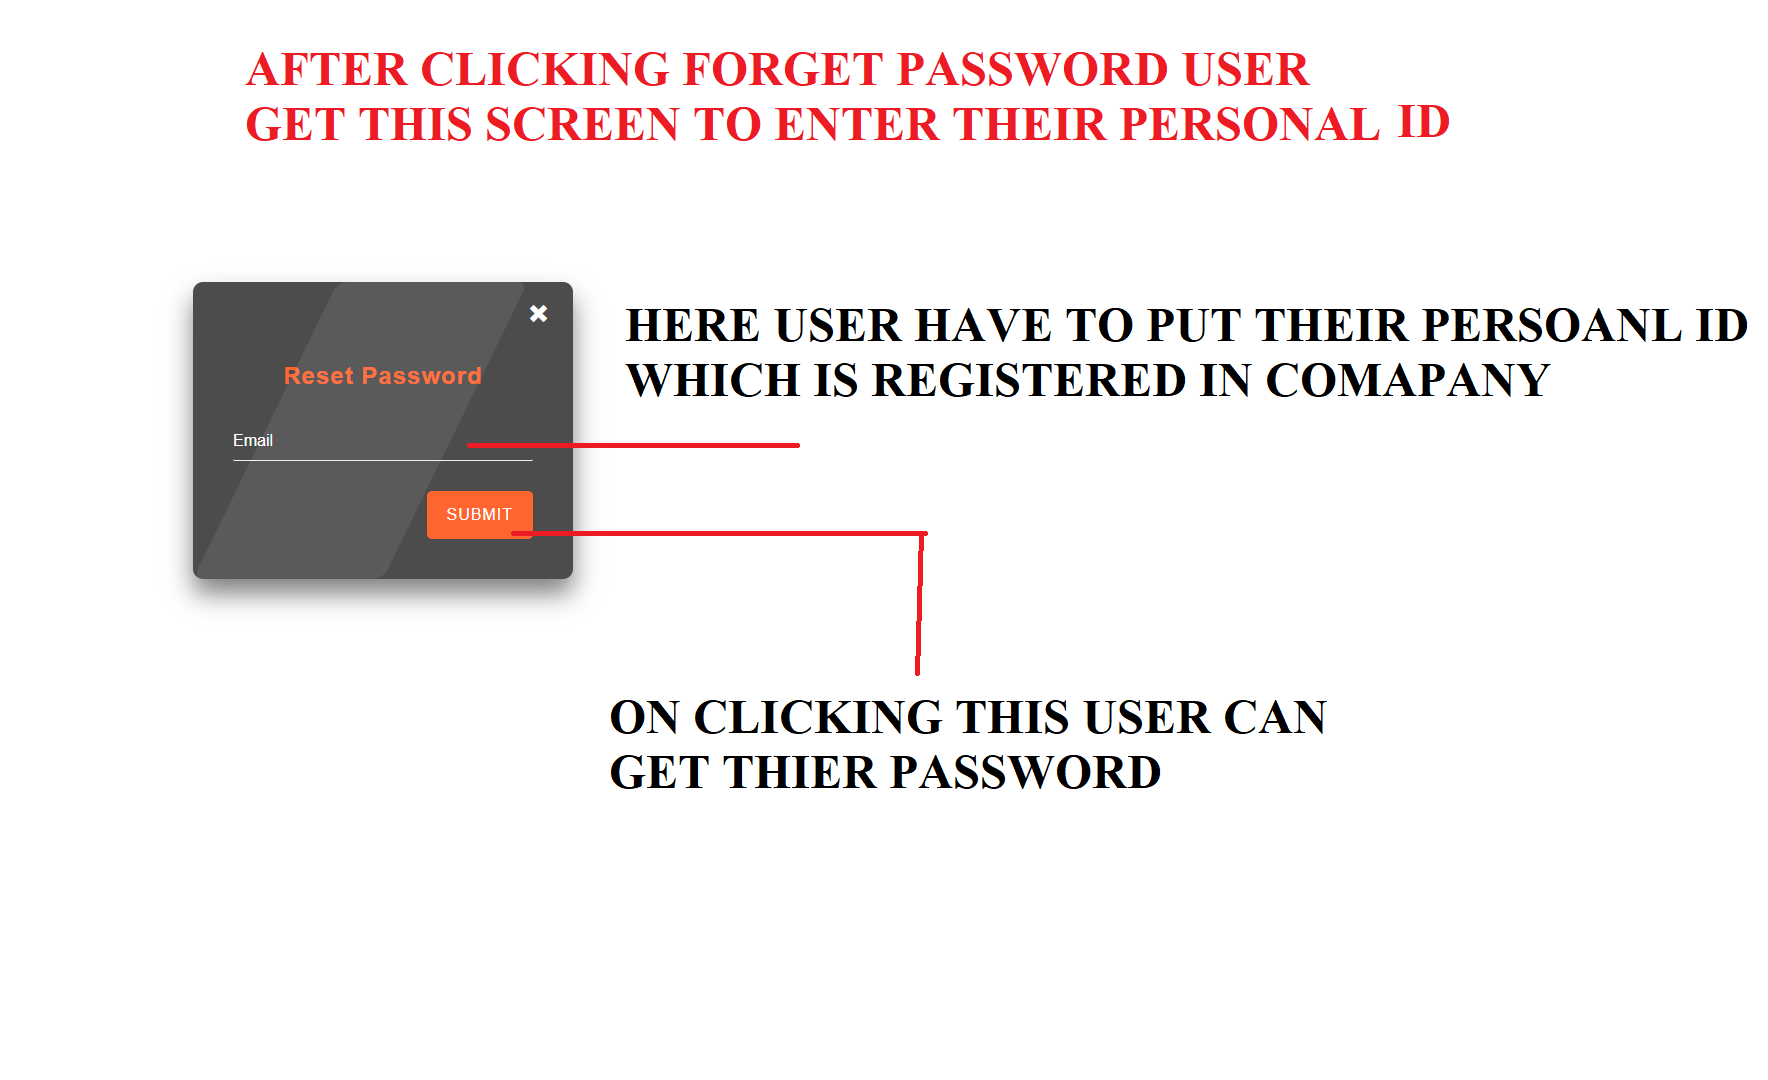 AFTER CLICKING FORGET PASSWORD USER
GET THIS SCREEN TO ENTER THEIR PERSONAL ID
Reset Password
Email
SUBMIT
HERE USER HAVE TO PUT THEIR PERSOANL ID
WHICH IS REGISTERED IN COMAPANY
ON CLICKING THIS USER CAN
GET THIER PASSWORD